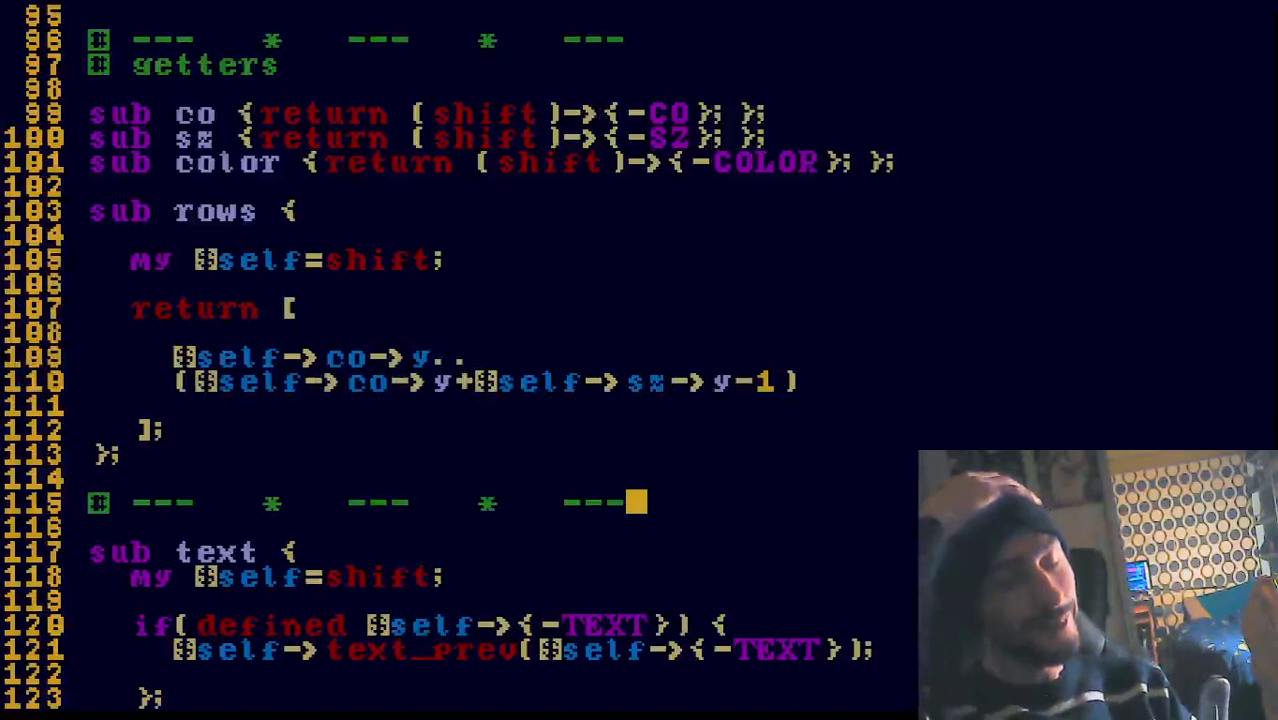 95
96 # --- * --- * ---
97 # getters
98
99 sub co {return (shift)->{-CO}; };
100 sub sz {return (shift)->{-SZ}; };
101 sub color {return (shift)->{-COLOR}; };
102
103 sub rows {
104
105 my $self=shift;
106
107 return [
108
109 $self->co->y..
110 ($self->co->y+$self->sz->y-1)
111
112 ];
113 };
114
115 # --- * --- * ---
116
117 sub text {
118 my $self=shift;
119
120 if(defined $self->{-TEXT}) {
121 $self->text_prev($self->{-TEXT});
122
123 };